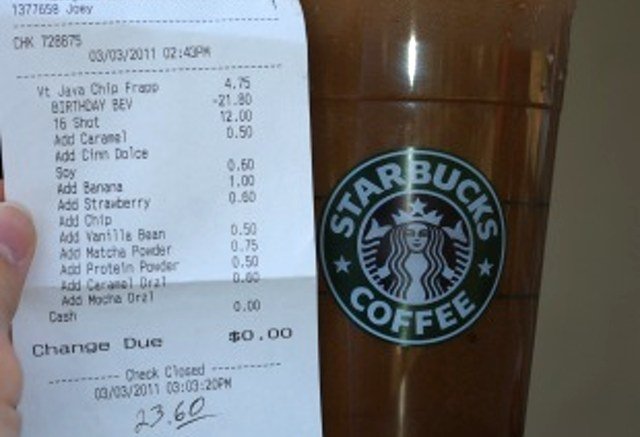 1377658 Joey
CHK 728675
03/03/2011 02:43PM
Vt Java Chip Frapp 4.75
BIRTHDAY BEV -21.80
16 Shot 12.00
Add Caramel 0.50
Add Cinn Dolce
Soy 0.60
Add Banana 1.00
Add Strawberry 0.60
Add Chip
Add Vanilla Bean 0.50
Add Matcha Powder 0.75
Add Protein Powder 0.50
Add Caramel Drzl 0.60
Add Mocha Drzl
Cash 0.00
Change Due $0.00
---------- Check Closed ----------
03/03/2011 03:03:20PM
23.60
STARBUCKS
COFFEE